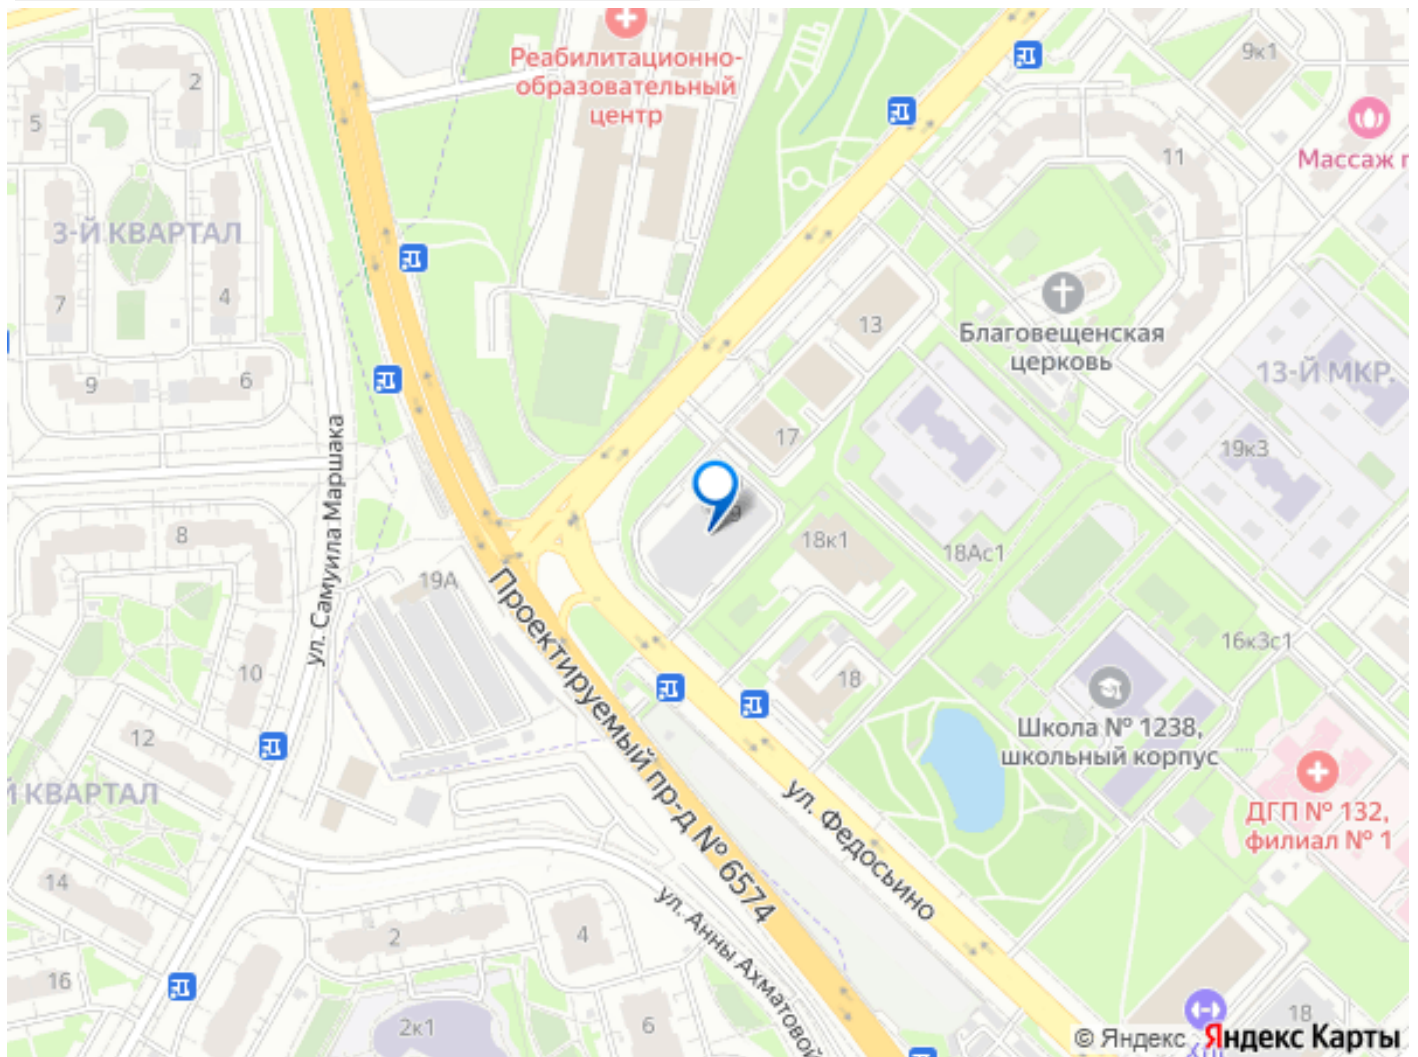 Реабилитационно-
образовательный
центр
9к1
2
5
11
Массаж
3-Й КВАРТАЛ
7
4
13
Благовещенская
церковь
13-Й МКР.
9
6
17
19к3
ул. Самуила Маршака
8
9
18к1
18Ас1
19А
Проектируемый пр-д № 6574
16к3с1
10
18
12
Школа № 1238,
школьный корпус
КВАРТАЛ
ул. Федосьино
ДГП № 132,
филиал № 1
14
ул. Анны Ахматовой
2
4
16
2к1
6
18
© Яндекс Яндекс Карты